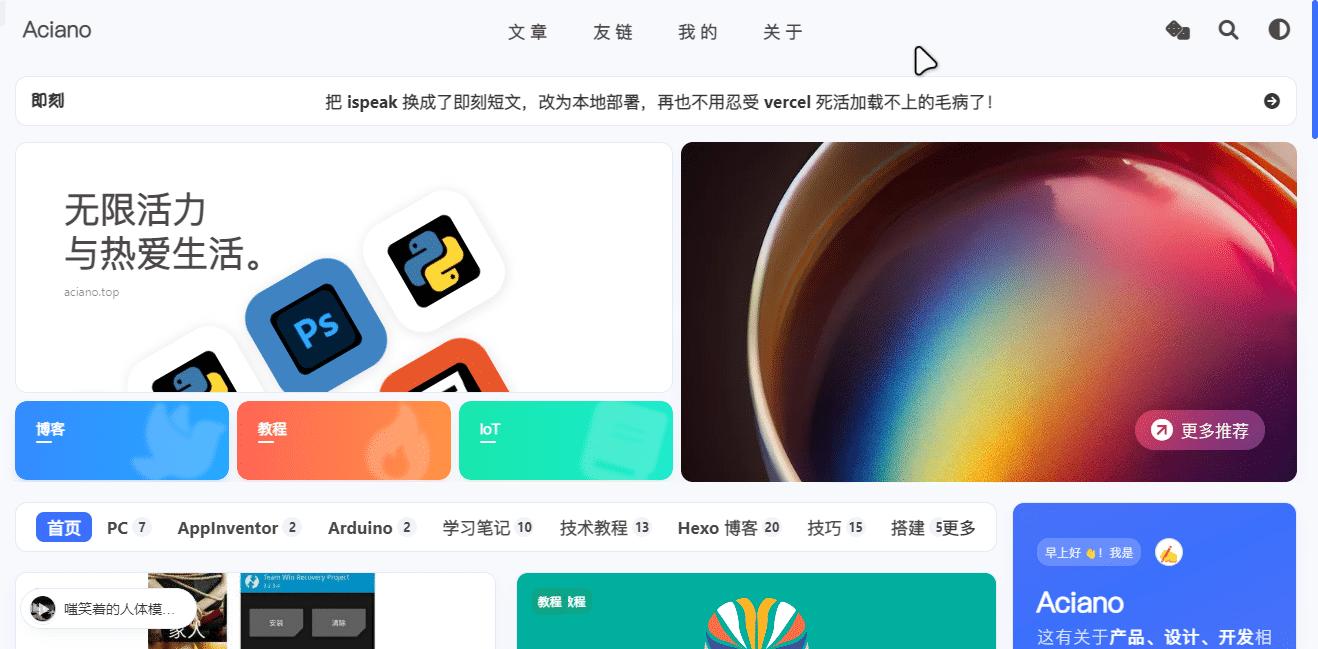 Aciano
文章 友链 我的 关于
即刻
把 ispeak 换成了即刻短文，改为本地部署，再也不用忍受 vercel 死活加载不上的毛病了！
无限活力
与热爱生活。
aciano.top
Ps
更多推荐
博客 教程 IoT
首页 PC 7 AppInventor 2 Arduino 2 学习笔记 10 技术教程 13 Hexo 博客 20 技巧 15 搭建 5 更多
早上好 👋！我是
Aciano
这有关于产品、设计、开发相
Team Win Recovery Project
安装 清除
家人
嗤笑着的人体模...
教程 教程